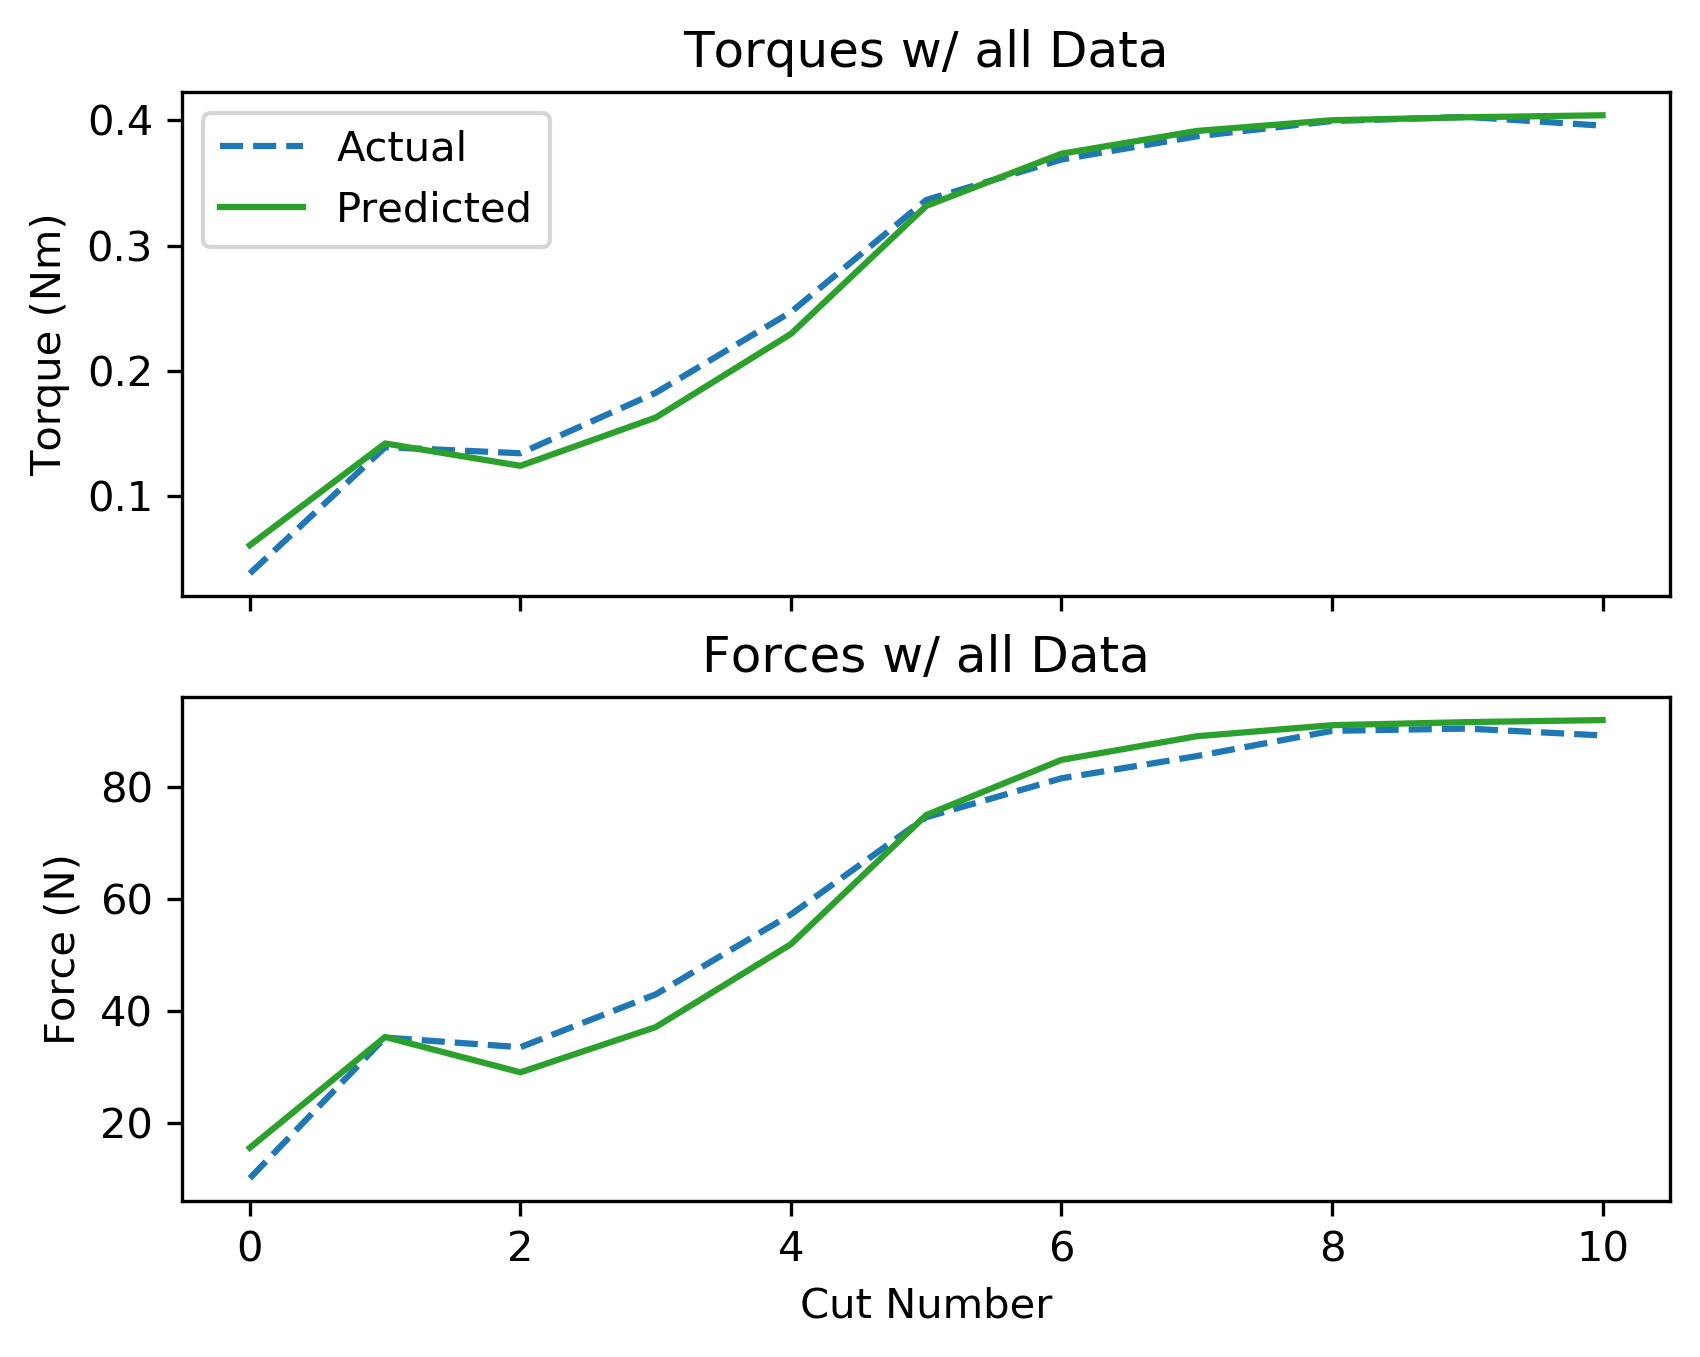 Torques w/ all Data
0.4
0.3
0.2
0.1
Torque (Nm)
Actual
Predicted
Forces w/ all Data
80
60
40
20
Force (N)
0 2 4 6 8 10
Cut Number